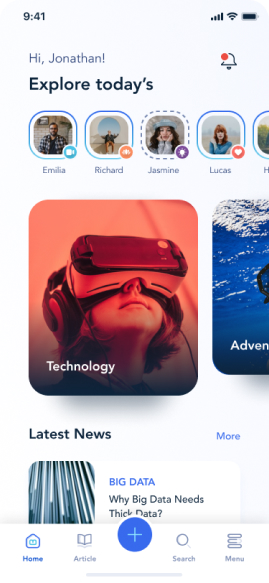 9:41
Hi, Jonathan!
Explore today's
Emilia
Richard
Jasmine
Lucas
H
Technology
Adven
Latest News
More
BIG DATA
Why Big Data Needs
Thick Data?
Home
Article
Search
Menu